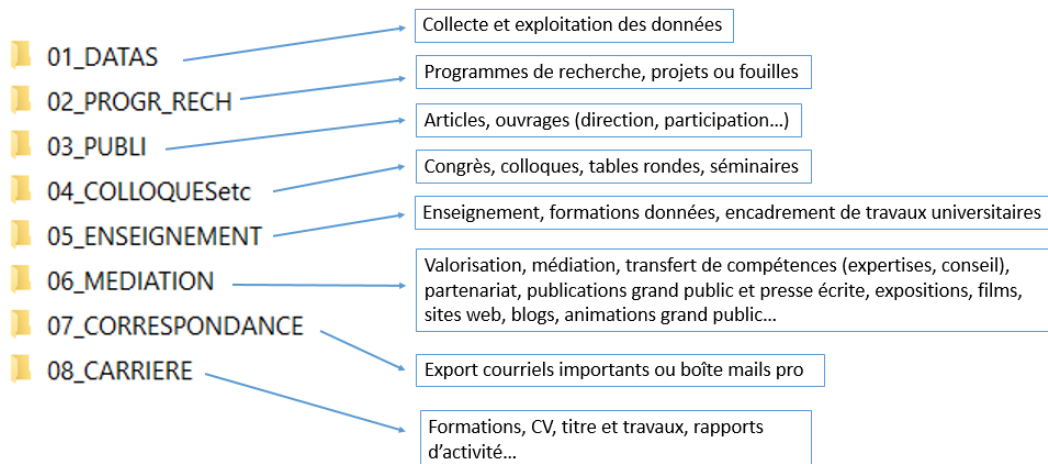 01_DATAS
Collecte et exploitation des données
02_PROGR_RECH
Programmes de recherche, projets ou fouilles
03_PUBLI
Articles, ouvrages (direction, participation…)
04_COLLOQUESetc
Congrès, colloques, tables rondes, séminaires
05_ENSEIGNEMENT
Enseignement, formations données, encadrement de travaux universitaires
06_MEDIATION
Valorisation, médiation, transfert de compétences (expertises, conseil),
partenariat, publications grand public et presse écrite, expositions, films,
sites web, blogs, animations grand public…
07_CORRESPONDANCE
Export courriels importants ou boîte mails pro
08_CARRIERE
Formations, CV, titre et travaux, rapports
d’activité…